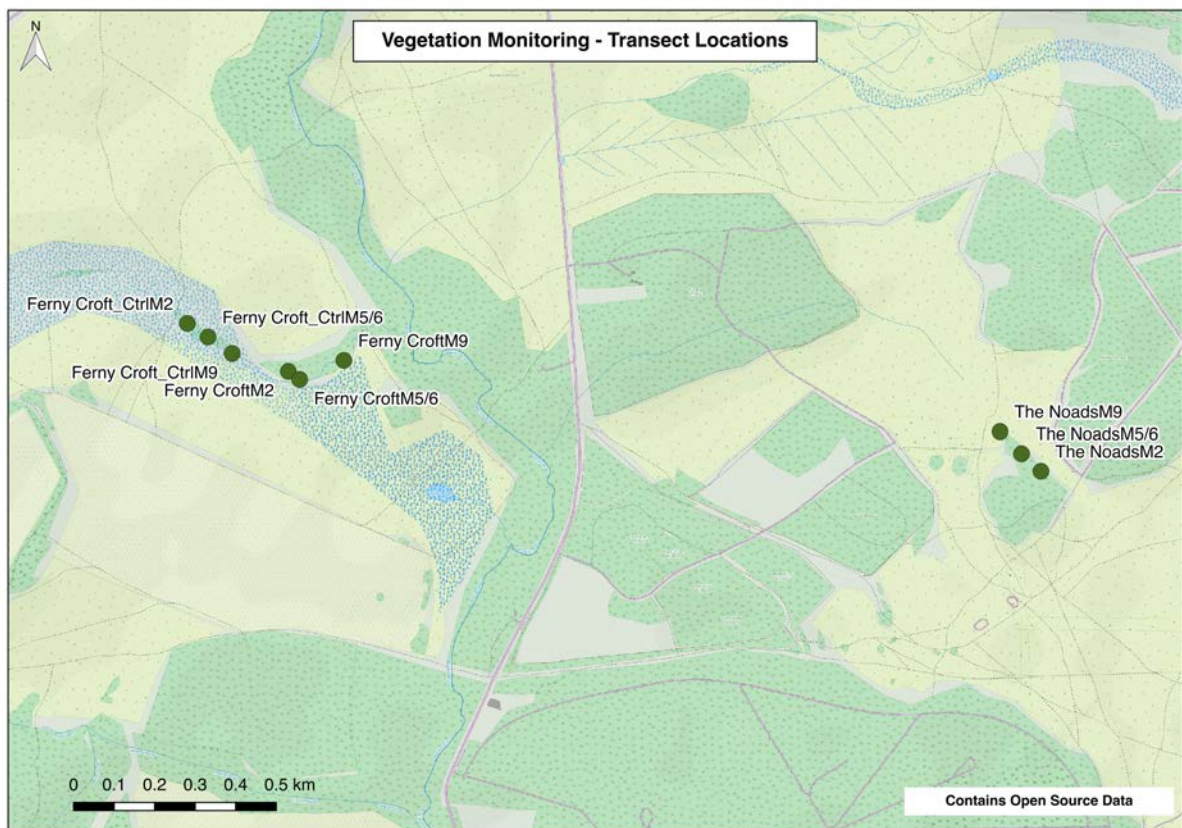 N
Vegetation Monitoring - Transect Locations
Ferny Croft_CtrlM2
Ferny Croft_CtrlM5/6
Ferny CroftM9
Ferny Croft_CtrlM9
Ferny CroftM2
Ferny CroftM5/6
The NoadsM9
The NoadsM5/6
The NoadsM2
0 0.1 0.2 0.3 0.4 0.5 km
Contains Open Source Data